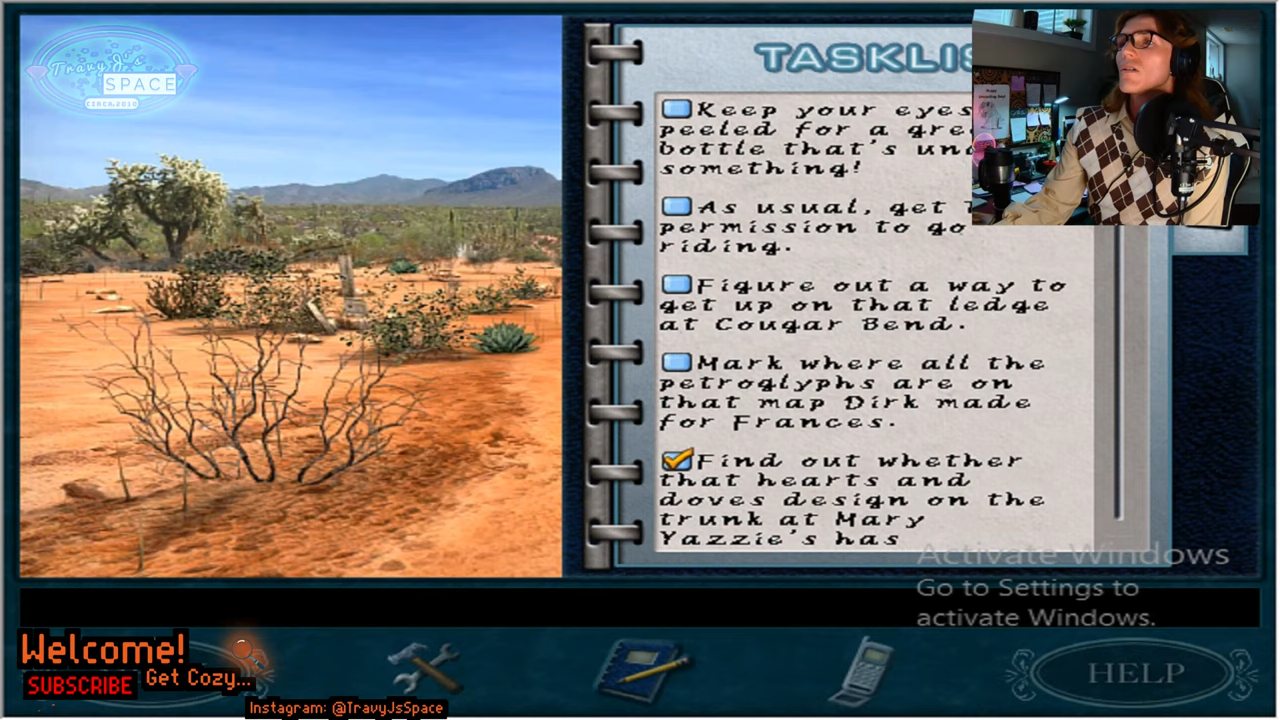 Travy J's
SPACE
CIRCA.2010
TASKLIS
Keep your eyes
peeled for a gre
bottle that's und
something!
As usual, get T
permission to go
riding.
Figure out a way to
get up on that ledge
at Cougar Bend.
Mark where all the
petroglyphs are on
that map Dirk made
for Frances.
Find out whether
that hearts and
doves design on the
trunk at Mary
Yazzie's has
Activate Windows
Go to Settings to
activate Windows.
Welcome!
SUBSCRIBE
Get Cozy...
Instagram: @TravyJsSpace
HELP